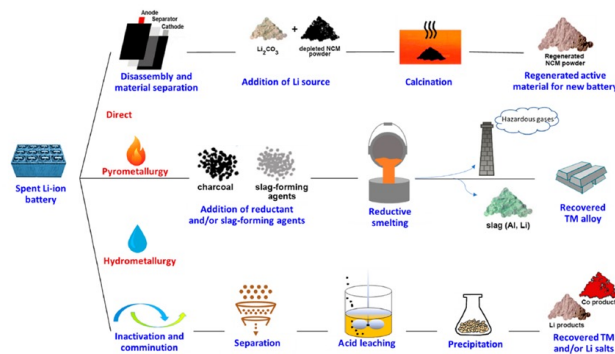 Anode
Separator
Cathode
Disassembly and
material separation
Li2CO3
+
depleted NCM
powder
Addition of Li source
Calcination
Regenerated
NCM powder
Regenerated active
material for new battery
Direct
Spent Li-ion
battery
Pyrometallurgy
charcoal
slag-forming
agents
Addition of reductant
and/or slag-forming agents
Reductive
smelting
Hazardous gases
slag (Al, Li)
Recovered
TM alloy
Hydrometallurgy
Inactivation and
comminution
Separation
Acid leaching
Precipitation
Co product
Li products
Recovered TM
and/or Li salts